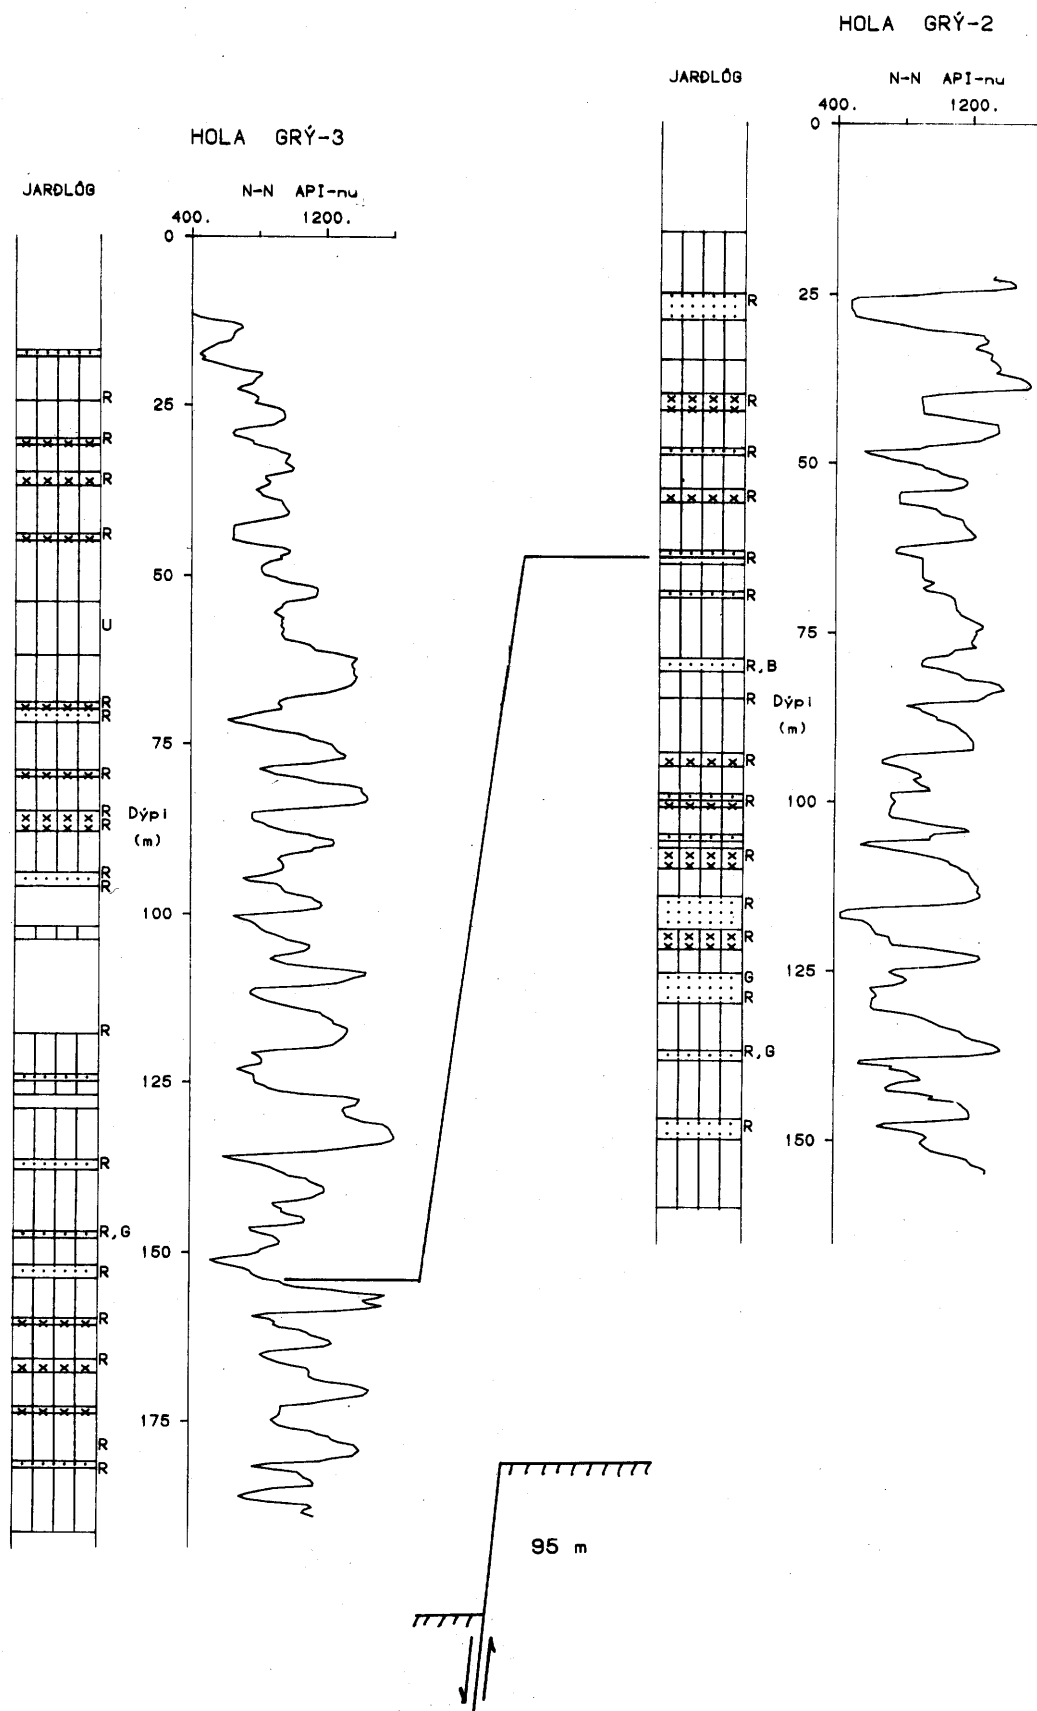 HOLA GRÝ-2
JARÐLÖG
N-N API-nu
400. 1200.
0
25
50
75
Dýpi
(m)
100
125
150
R
R
R
R
R
R
R,B
R
R
R
R
R
R
G
R
R,G
R
HOLA GRÝ-3
JARÐLÖG
N-N API-nu
400. 1200.
0
25
50
75
Dýpi
(m)
100
125
150
175
R
R
R
R
U
R
R
R
R
R
R
R
R
R
R,G
R
R
R
R
R
95 m